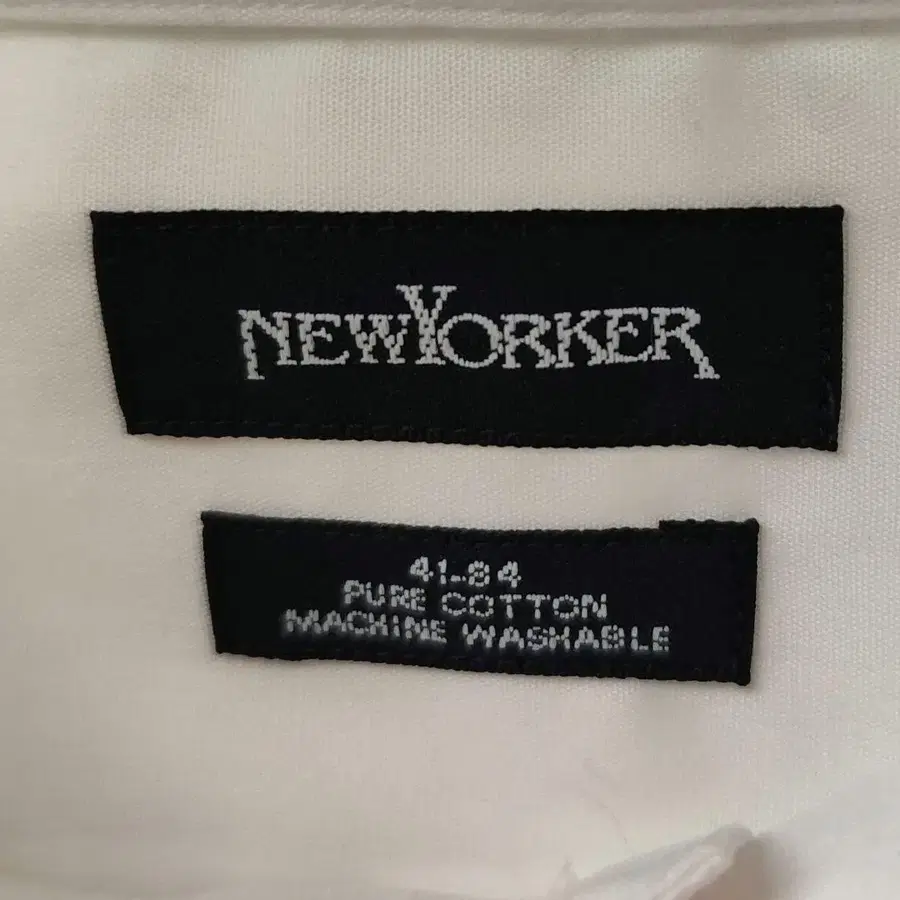 NEWYORKER
41-84
PURE COTTON
MACHINE WASHABLE